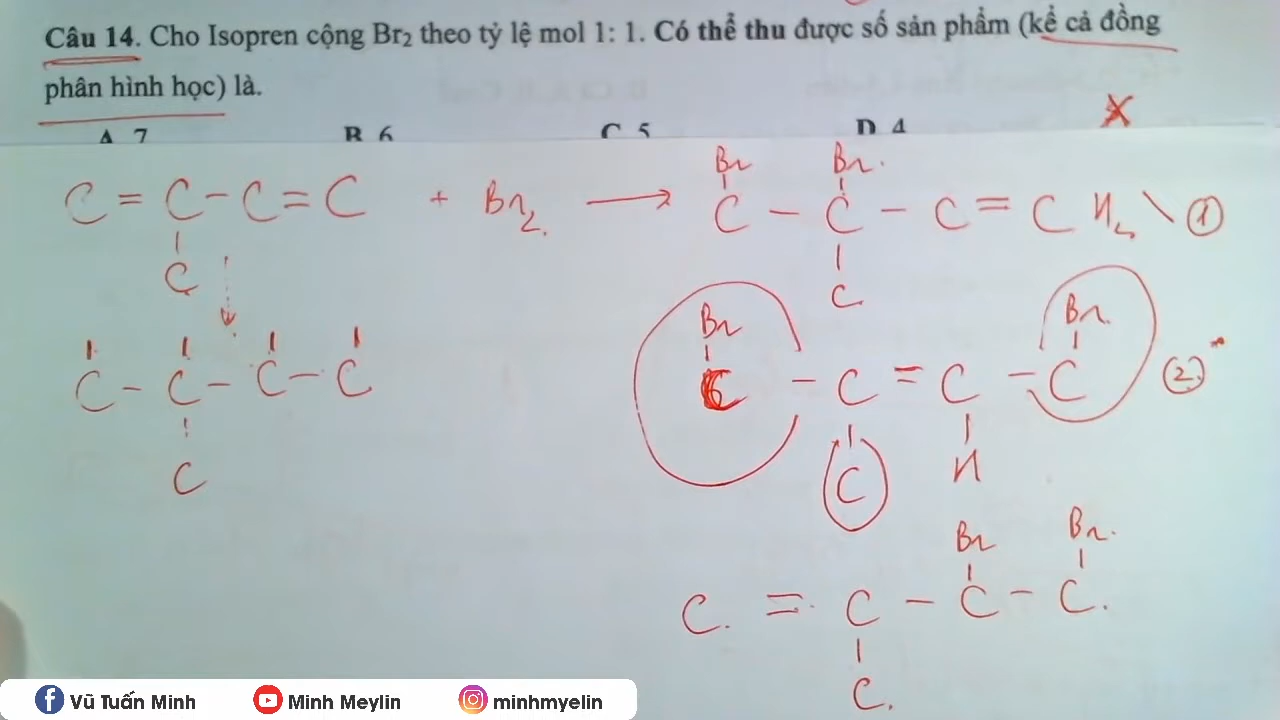 Câu 14. Cho Isopren cộng Br₂ theo tỷ lệ mol 1: 1. Có thể thu được số sản phẩm (kể cả đồng
phân hình học) là.
A 7 B 6 C 5 D 4
Br Br.
C = C - C = C + Br₂. → C - C - C = C H₂ \ ①
C C
Br Br.
C - C - C - C C - C = C - C ②
C C H
Br Br.
C. = C - C - C.
C.
Vũ Tuấn Minh Minh Meylin minhmyelin